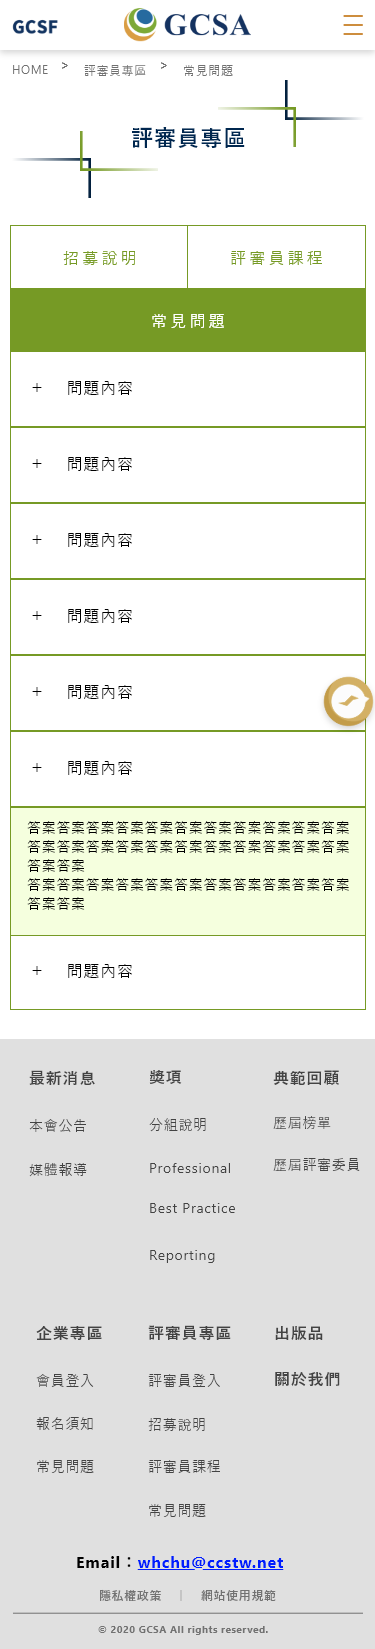 GCSF
GCSA
HOME > 評審員專區 > 常見問題
評審員專區
招募說明 評審員課程
常見問題
+ 問題內容
+ 問題內容
+ 問題內容
+ 問題內容
+ 問題內容
+ 問題內容
答案答案答案答案答案答案答案答案答案答案答案
答案答案答案答案答案答案答案答案答案答案答案
答案答案
答案答案答案答案答案答案答案答案答案答案答案
答案答案
+ 問題內容
最新消息 獎項 典範回顧
本會公告 分組說明 歷屆榜單
媒體報導 Professional 歷屆評審委員
Best Practice
Reporting
企業專區 評審員專區 出版品
會員登入 評審員登入 關於我們
報名須知 招募說明
常見問題 評審員課程
常見問題
Email：whchu@ccstw.net
隱私權政策 | 網站使用規範
© 2020 GCSA All rights reserved.